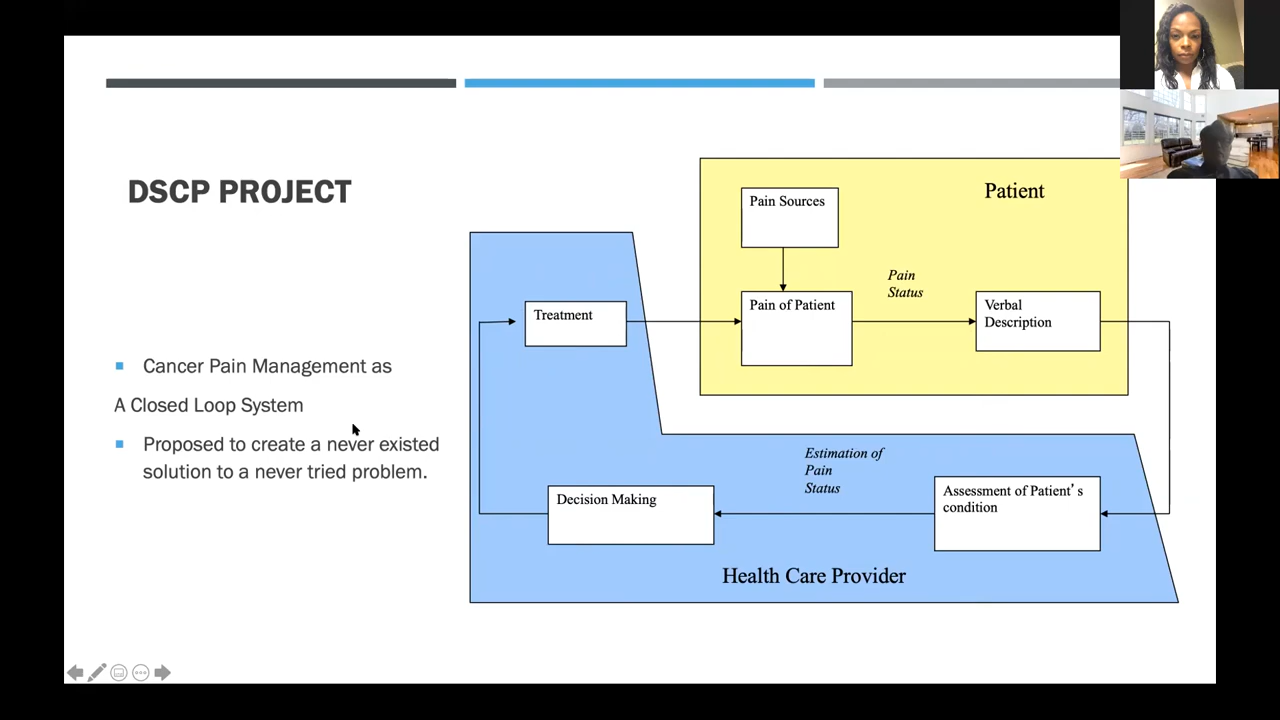 DSCP PROJECT
Cancer Pain Management as
A Closed Loop System
Proposed to create a never existed
solution to a never tried problem.
Patient
Pain Sources
Pain
Status
Treatment
Pain of Patient
Verbal
Description
Estimation of
Pain
Status
Decision Making
Assessment of Patient's
condition
Health Care Provider